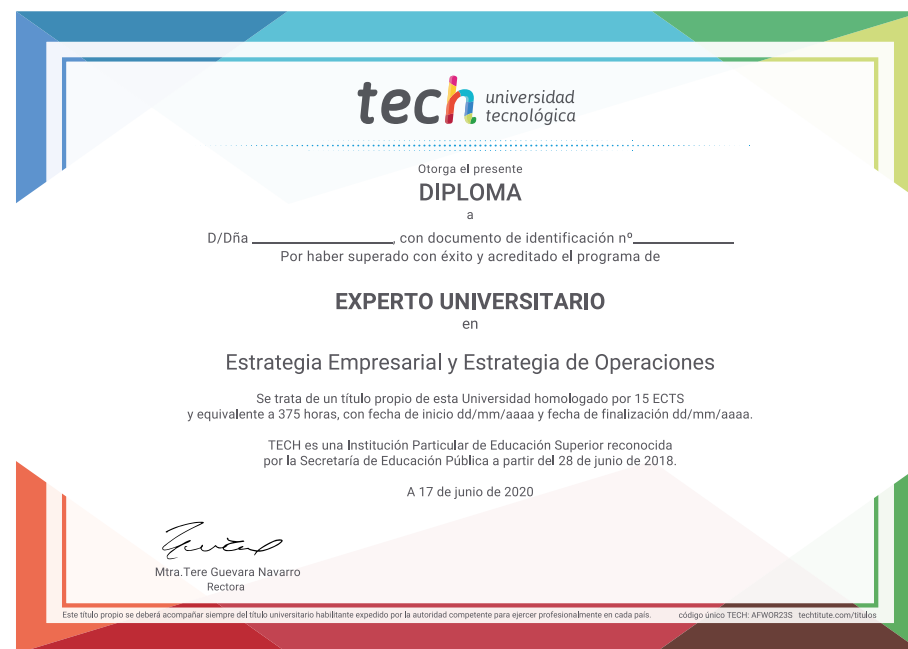 tech universidad
tecnológica
Otorga el presente
DIPLOMA
a
D/Dña ____________________, con documento de identificación nº______________
Por haber superado con éxito y acreditado el programa de
EXPERTO UNIVERSITARIO
en
Estrategia Empresarial y Estrategia de Operaciones
Se trata de un título propio de esta Universidad homologado por 15 ECTS
y equivalente a 375 horas, con fecha de inicio dd/mm/aaaa y fecha de finalización dd/mm/aaaa.
TECH es una Institución Particular de Educación Superior reconocida
por la Secretaría de Educación Pública a partir del 28 de junio de 2018.
A 17 de junio de 2020
Mtra.Tere Guevara Navarro
Rectora
Este título propio se deberá acompañar siempre del título universitario habilitante expedido por la autoridad competente para ejercer profesionalmente en cada país. código único TECH: AFWOR23S techtitute.com/titulos